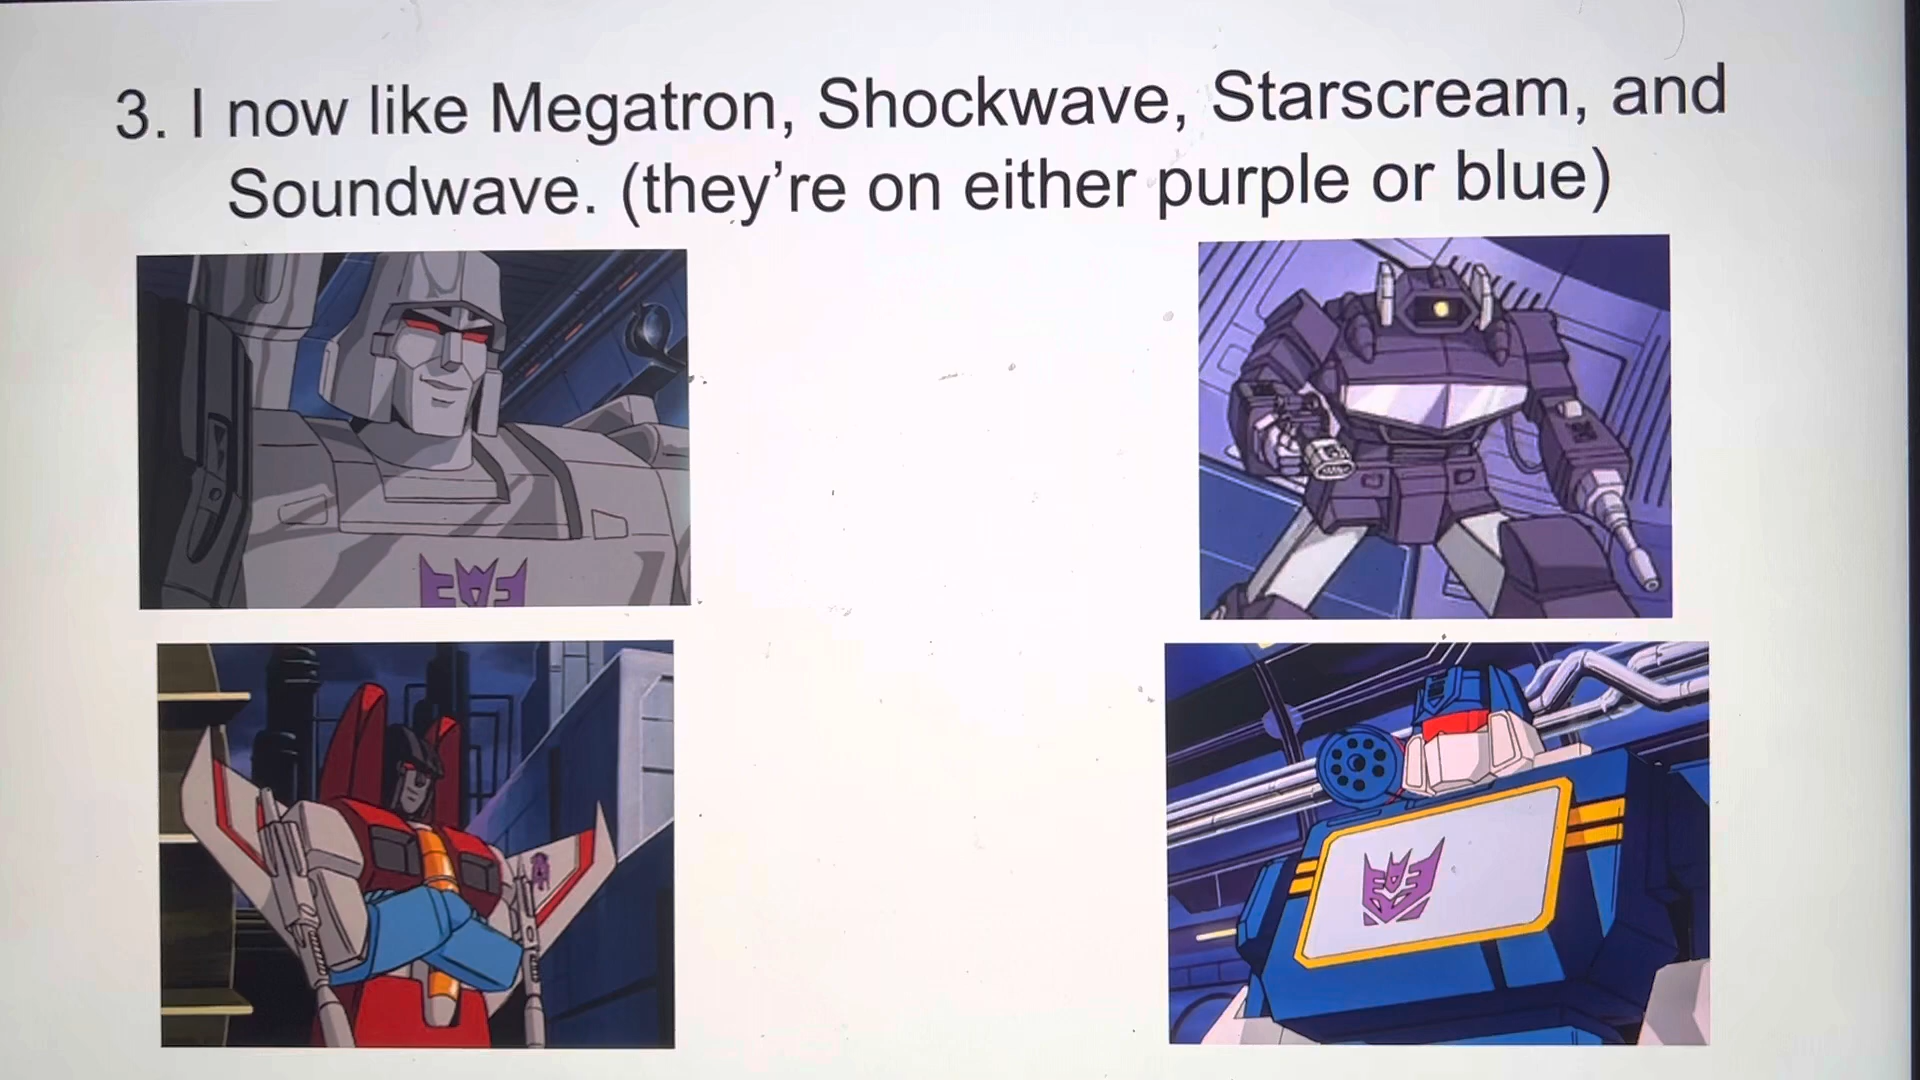 3. I now like Megatron, Shockwave, Starscream, and
Soundwave. (they're on either purple or blue)